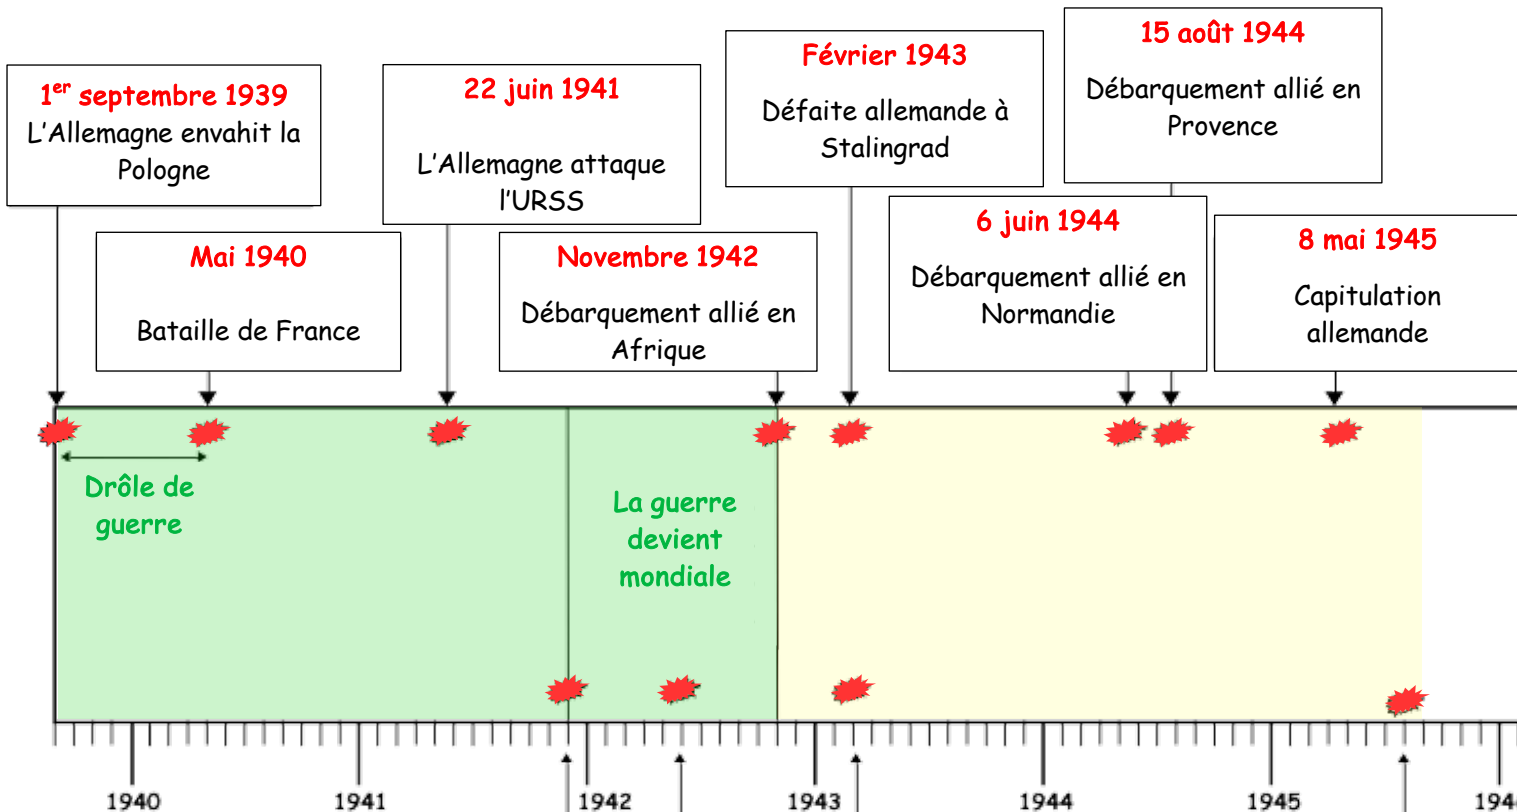 1er septembre 1939
L'Allemagne envahit la
Pologne
Mai 1940
Bataille de France
22 juin 1941
L'Allemagne attaque
l'URSS
Novembre 1942
Débarquement allié en
Afrique
Février 1943
Défaite allemande à
Stalingrad
6 juin 1944
Débarquement allié en
Normandie
15 août 1944
Débarquement allié en
Provence
8 mai 1945
Capitulation
allemande
Drôle de
guerre
La guerre
devient
mondiale
1940
1941
1942
1943
1944
1945